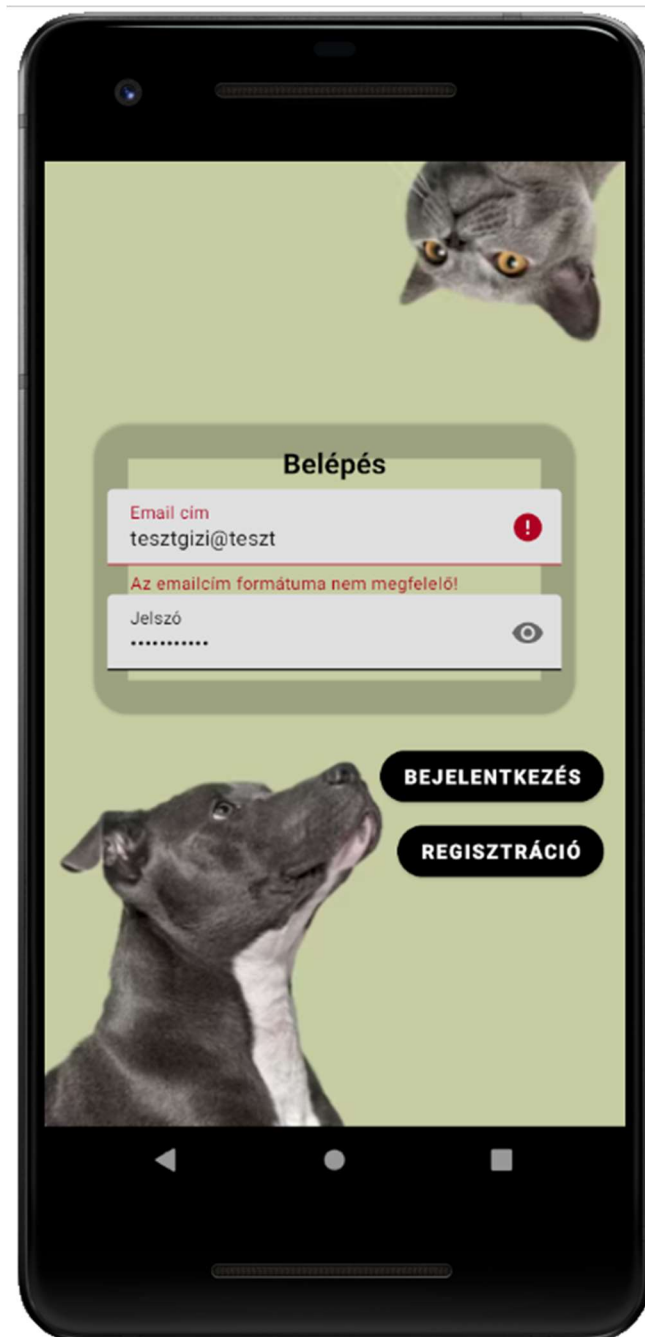 Belépés
Email cím
tesztgizi@teszt
Az emailcím formátuma nem megfelelő!
Jelszó
•••••••••••
BEJELENTKEZÉS
REGISZTRÁCIÓ